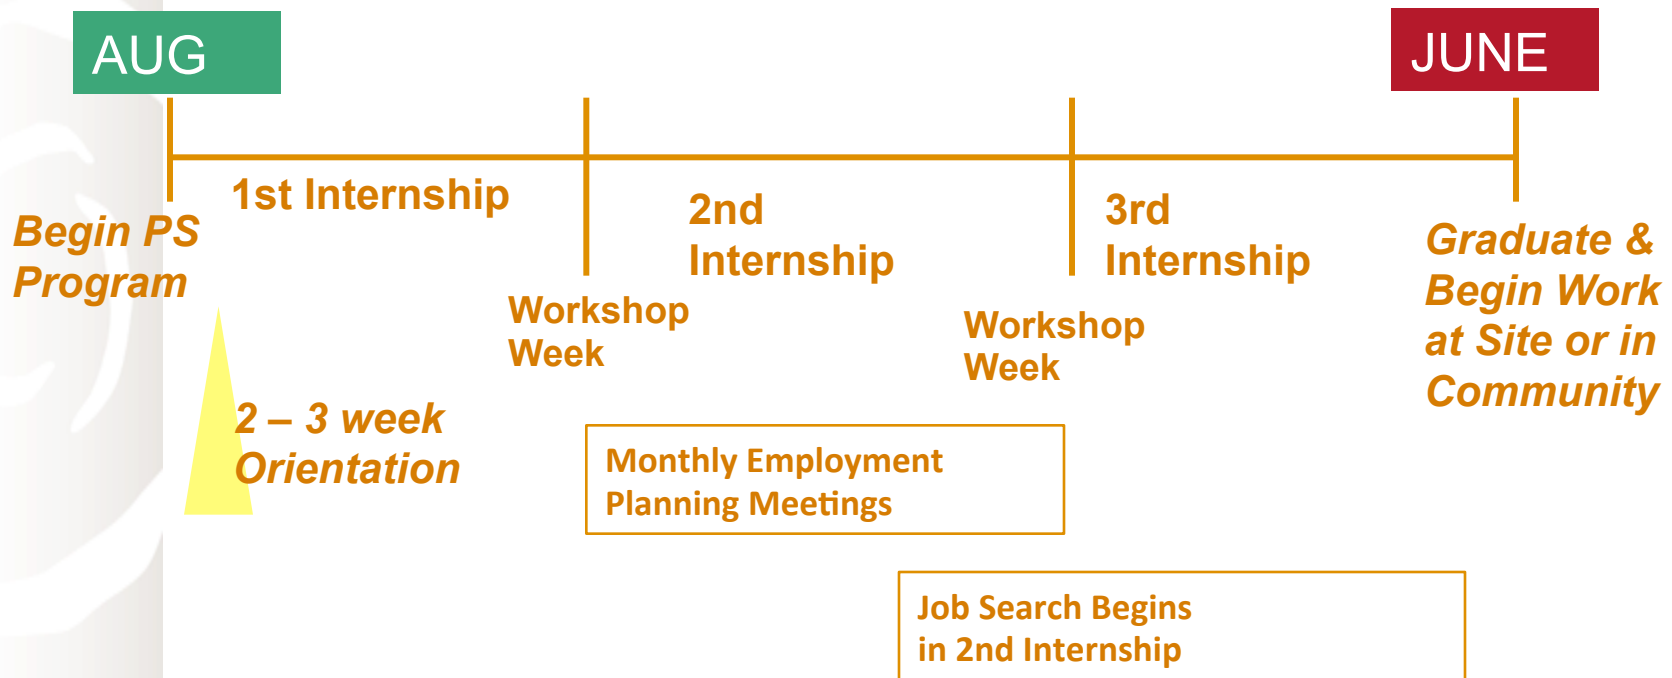 AUG
JUNE
1st Internship
2nd
Internship
3rd
Internship
Begin PS
Program
Graduate &
Begin Work
at Site or in
Community
Workshop
Week
Workshop
Week
2 – 3 week
Orientation
Monthly Employment
Planning Meetings
Job Search Begins
in 2nd Internship